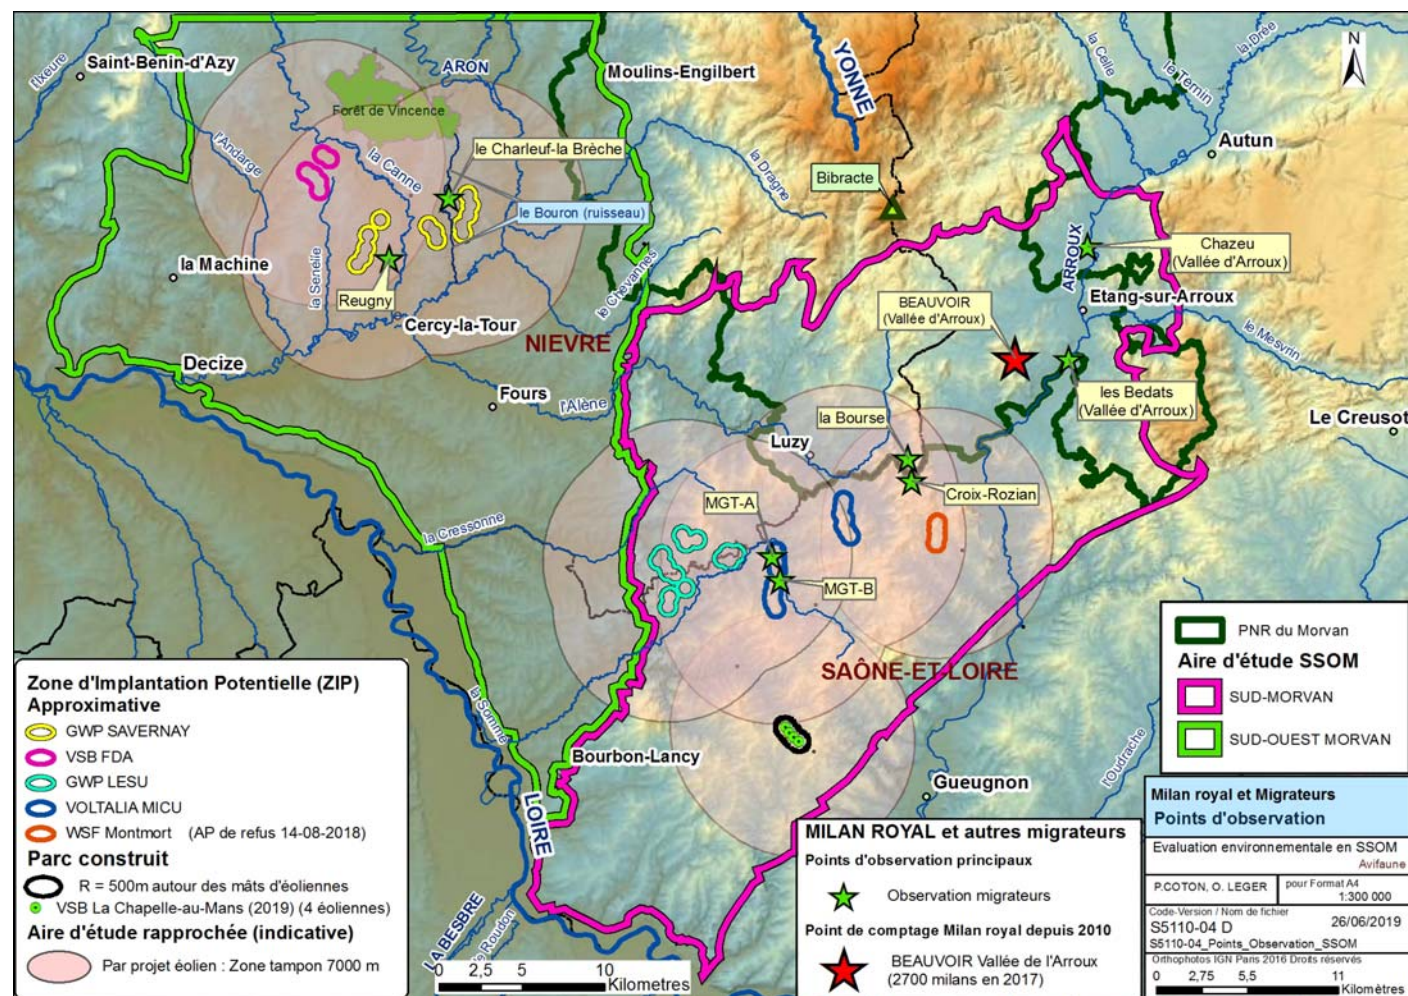 Saint-Benin-d'Azy
l'Ixeure
ARON
Moulins-Engilbert
YONNE
la Celle
la Drée
le Ternin
N
Forêt de Vincence
l'Andarge
la Canne
le Charleuf-la Brèche
la Dragne
Bibracte
Autun
le Bouron (ruisseau)
la Machine
la Senelle
Reugny
le Chevannes
ARROUX
Chazeu
(Vallée d'Arroux)
Cercy-la-Tour
NIEVRE
BEAUVOIR
(Vallée d'Arroux)
Etang-sur-Arroux
le Mesvrin
Decize
Fours
l'Alène
les Bedats
(Vallée d'Arroux)
Le Creusot
la Bourse
Luzy
MGT-A
Croix-Rozian
la Cressonne
MGT-B
SAÔNE-ET-LOIRE
la Somme
Bourbon-Lancy
LOIRE
Gueugnon
l'Oudrache
LA BESBRE
le Roudon
0 2,5 5 10
Kilometres
Zone d'Implantation Potentielle (ZIP)
Approximative
GWP SAVERNAY
VSB FDA
GWP LESU
VOLTALIA MICU
WSF Montmort (AP de refus 14-08-2018)
Parc construit
R = 500m autour des mâts d'éoliennes
VSB La Chapelle-au-Mans (2019) (4 éoliennes)
Aire d'étude rapprochée (indicative)
Par projet éolien : Zone tampon 7000 m
MILAN ROYAL et autres migrateurs
Points d'observation principaux
Observation migrateurs
Point de comptage Milan royal depuis 2010
BEAUVOIR Vallée de l'Arroux
(2700 milans en 2017)
PNR du Morvan
Aire d'étude SSOM
SUD-MORVAN
SUD-OUEST MORVAN
Milan royal et Migrateurs
Points d'observation
Evaluation environnementale en SSOM
Avifaune
P.COTON, O. LEGER
pour Format A4
1:300 000
Code-Version / Nom de fichier
S5110-04 D
26/06/2019
S5110-04_Points_Observation_SSOM
Orthophotos IGN Paris 2016 Droits réservés
0 2,75 5,5 11
Kilomètres